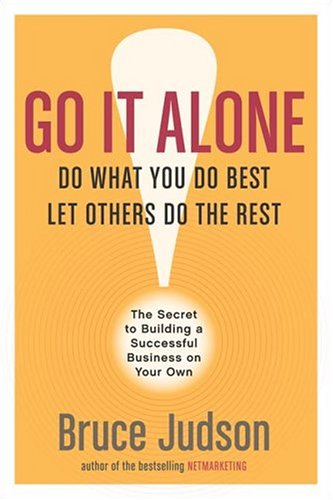 GO IT ALONE
DO WHAT YOU DO BEST
LET OTHERS DO THE REST
The Secret
to Building a
Successful
Business on
Your Own
Bruce Judson
author of the bestselling NETMARKETING